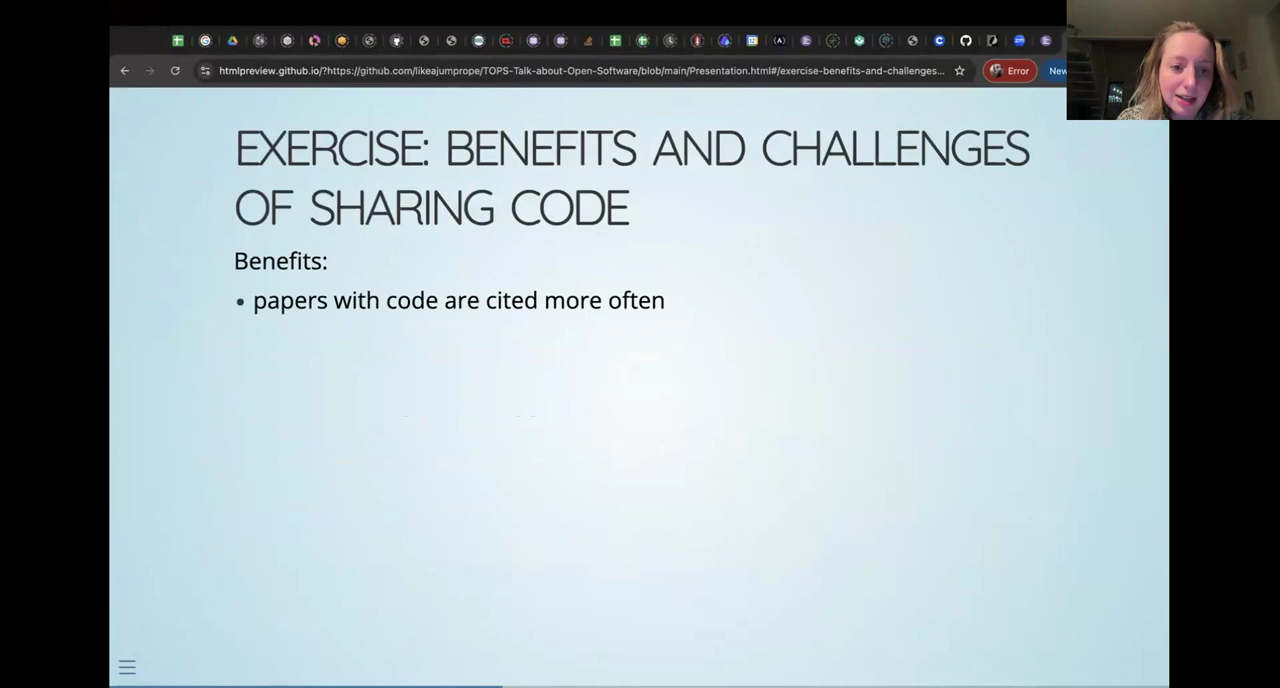 htmlpreview.github.io/?https://github.com/likeajumprope/TOPS-Talk-about-Open-Software/blob/main/Presentation.html#/exercise-benefits-and-challenges...
Error
New
EXERCISE: BENEFITS AND CHALLENGES
OF SHARING CODE
Benefits:
• papers with code are cited more often